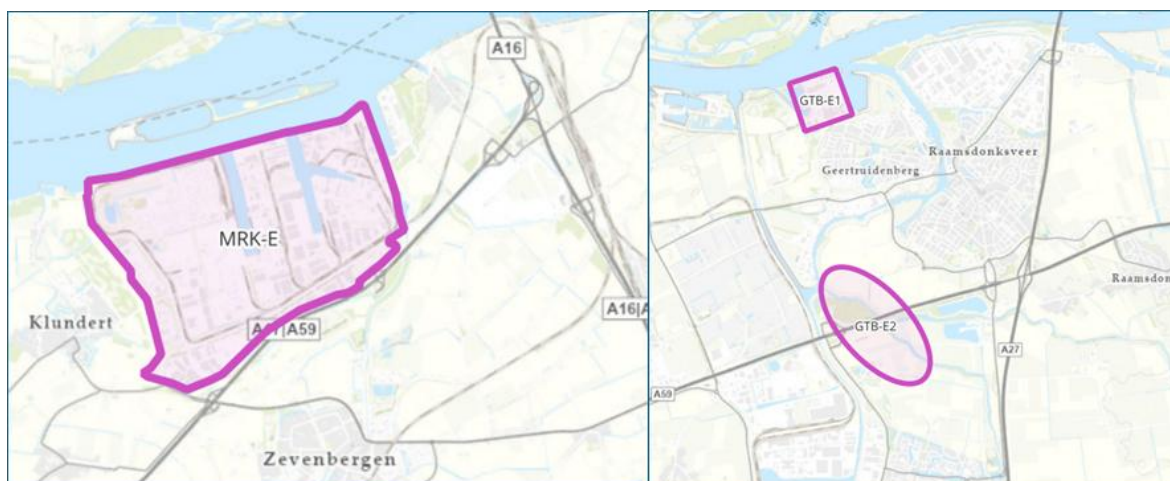 A16
MRK-E
Klundert
A59
A16|
Zevenbergen
GTB-E1
Raamsdonksveer
Geertruidenberg
Raamsdon
GTB-E2
A27
A59